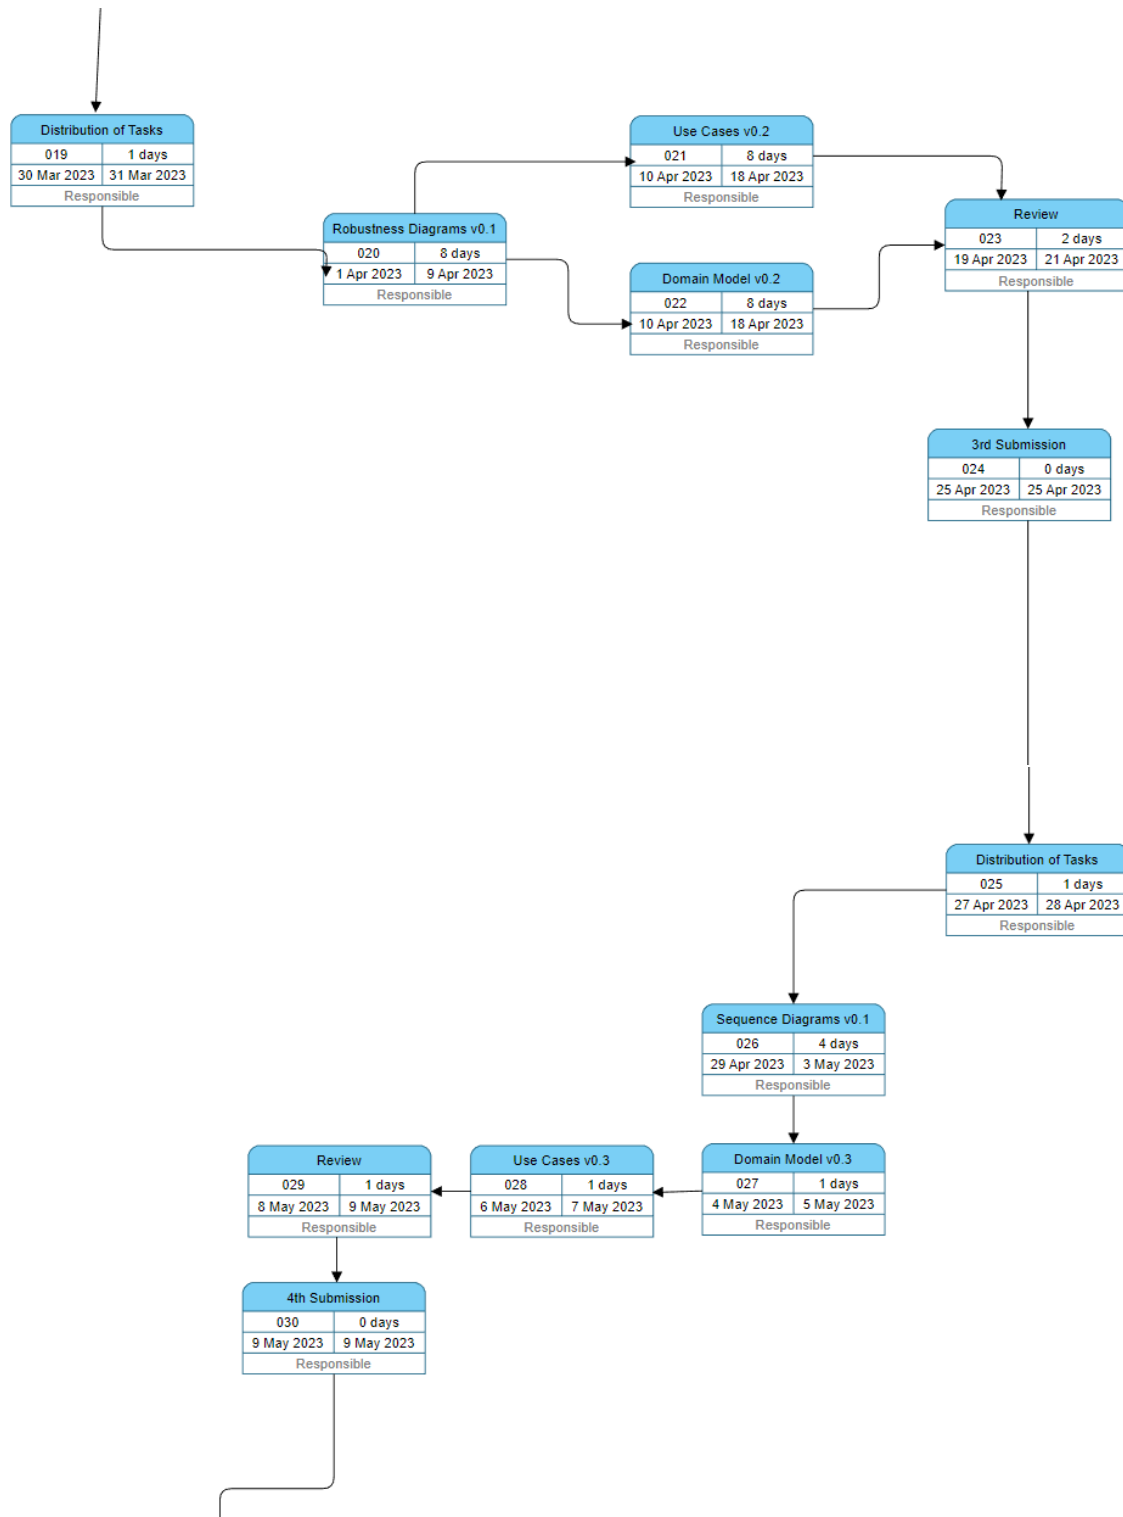 Distribution of Tasks
019 1 days
30 Mar 2023 31 Mar 2023
Responsible
Robustness Diagrams v0.1
020 8 days
1 Apr 2023 9 Apr 2023
Responsible
Use Cases v0.2
021 8 days
10 Apr 2023 18 Apr 2023
Responsible
Domain Model v0.2
022 8 days
10 Apr 2023 18 Apr 2023
Responsible
Review
023 2 days
19 Apr 2023 21 Apr 2023
Responsible
3rd Submission
024 0 days
25 Apr 2023 25 Apr 2023
Responsible
Distribution of Tasks
025 1 days
27 Apr 2023 28 Apr 2023
Responsible
Sequence Diagrams v0.1
026 4 days
29 Apr 2023 3 May 2023
Responsible
Domain Model v0.3
027 1 days
4 May 2023 5 May 2023
Responsible
Use Cases v0.3
028 1 days
6 May 2023 7 May 2023
Responsible
Review
029 1 days
8 May 2023 9 May 2023
Responsible
4th Submission
030 0 days
9 May 2023 9 May 2023
Responsible